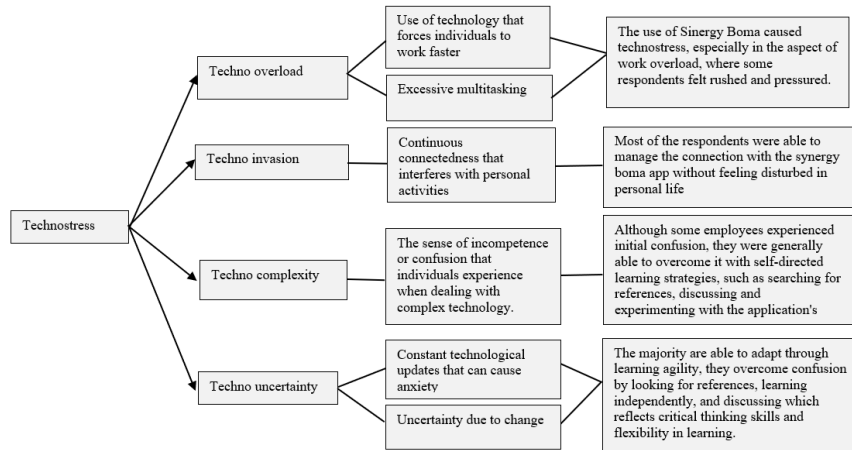 Technostress
Techno overload
Use of technology that
forces individuals to
work faster
Excessive multitasking
The use of Sinergy Boma caused
technostress, especially in the aspect of
work overload, where some
respondents felt rushed and pressured.
Techno invasion
Continuous
connectedness that
interferes with personal
activities
Most of the respondents were able to
manage the connection with the synergy
boma app without feeling disturbed in
personal life
Techno complexity
The sense of incompetence
or confusion that
individuals experience
when dealing with
complex technology.
Although some employees experienced
initial confusion, they were generally
able to overcome it with self-directed
learning strategies, such as searching for
references, discussing and
experimenting with the application's
Techno uncertainty
Constant technological
updates that can cause
anxiety
Uncertainty due to change
The majority are able to adapt through
learning agility, they overcome confusion
by looking for references, learning
independently, and discussing which
reflects critical thinking skills and
flexibility in learning.